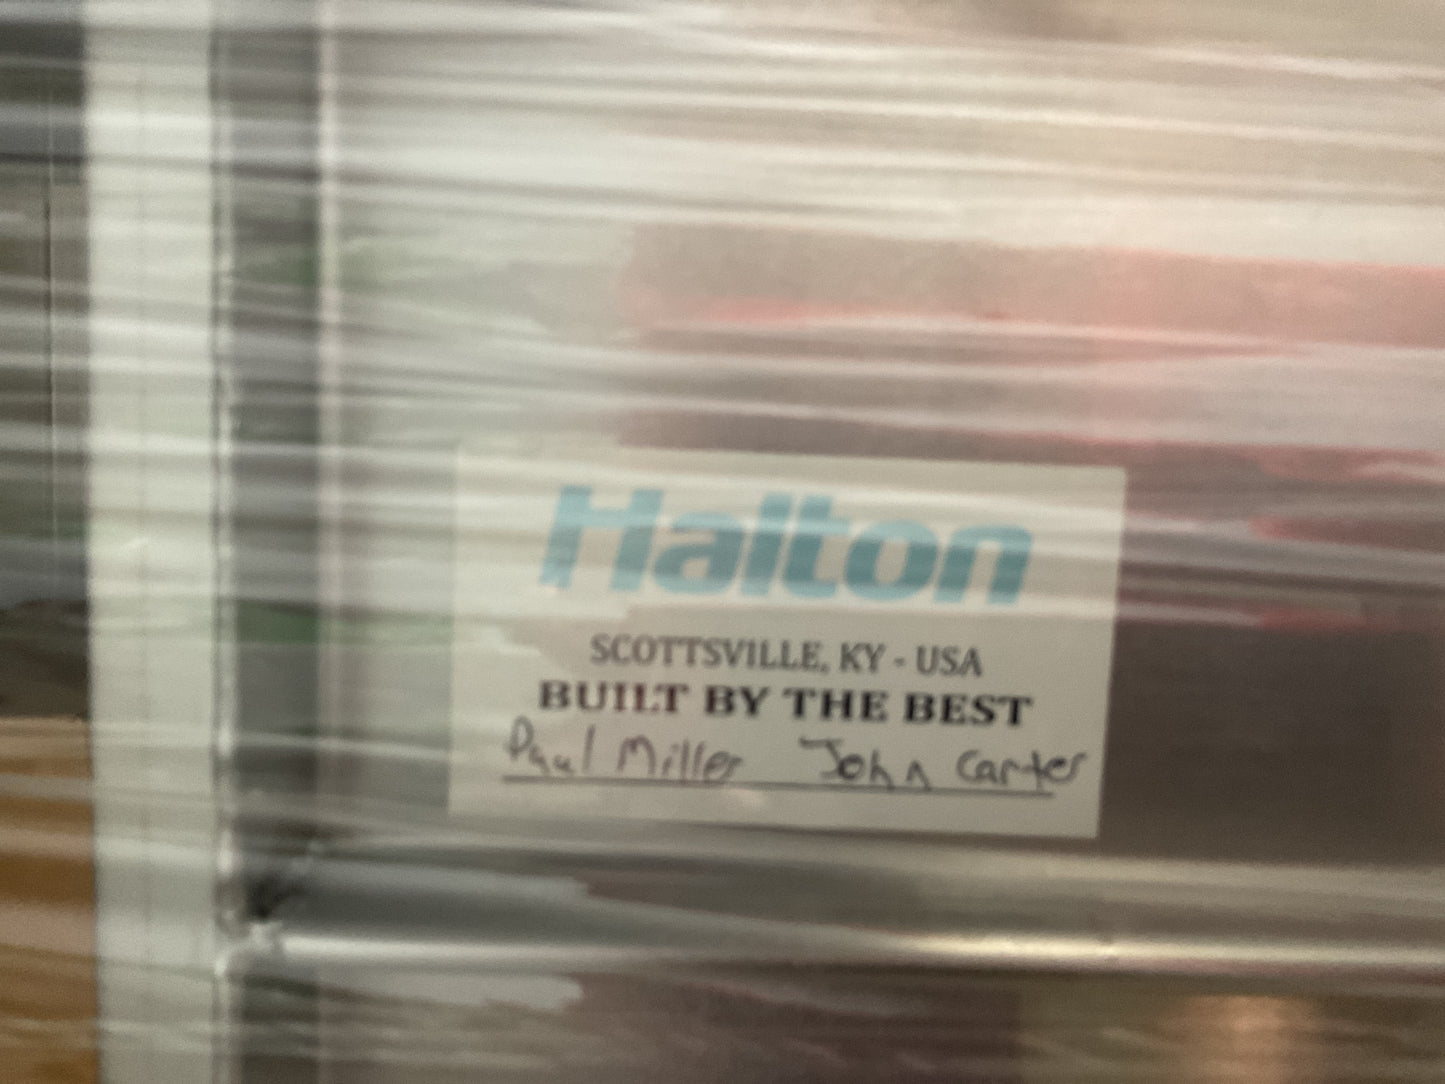 Halton
SCOTTSVILLE, KY - USA
BUILT BY THE BEST
Paul Miller John Carter